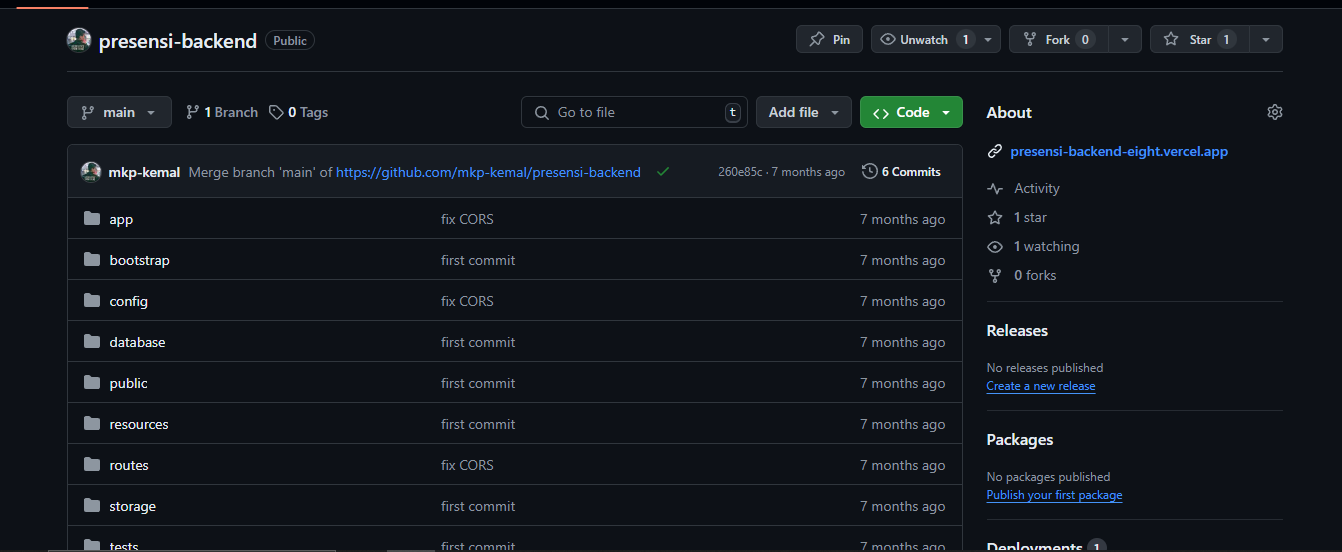 presensi-backend Public
Pin Unwatch 1 Fork 0 Star 1
main 1 Branch 0 Tags Go to file t Add file Code
mkp-kemal Merge branch 'main' of https://github.com/mkp-kemal/presensi-backend 260e85c · 7 months ago 6 Commits
app fix CORS 7 months ago
bootstrap first commit 7 months ago
config fix CORS 7 months ago
database first commit 7 months ago
public first commit 7 months ago
resources first commit 7 months ago
routes fix CORS 7 months ago
storage first commit 7 months ago
tests first commit 7 months ago
About
presensi-backend-eight.vercel.app
Activity
1 star
1 watching
0 forks
Releases
No releases published
Create a new release
Packages
No packages published
Publish your first package
Deployments 1